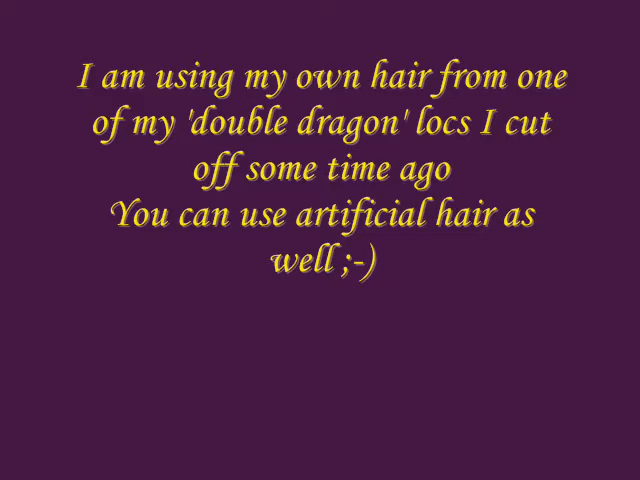 I am using my own hair from one
of my 'double dragon' locs I cut
off some time ago
You can use artificial hair as
well ;-)